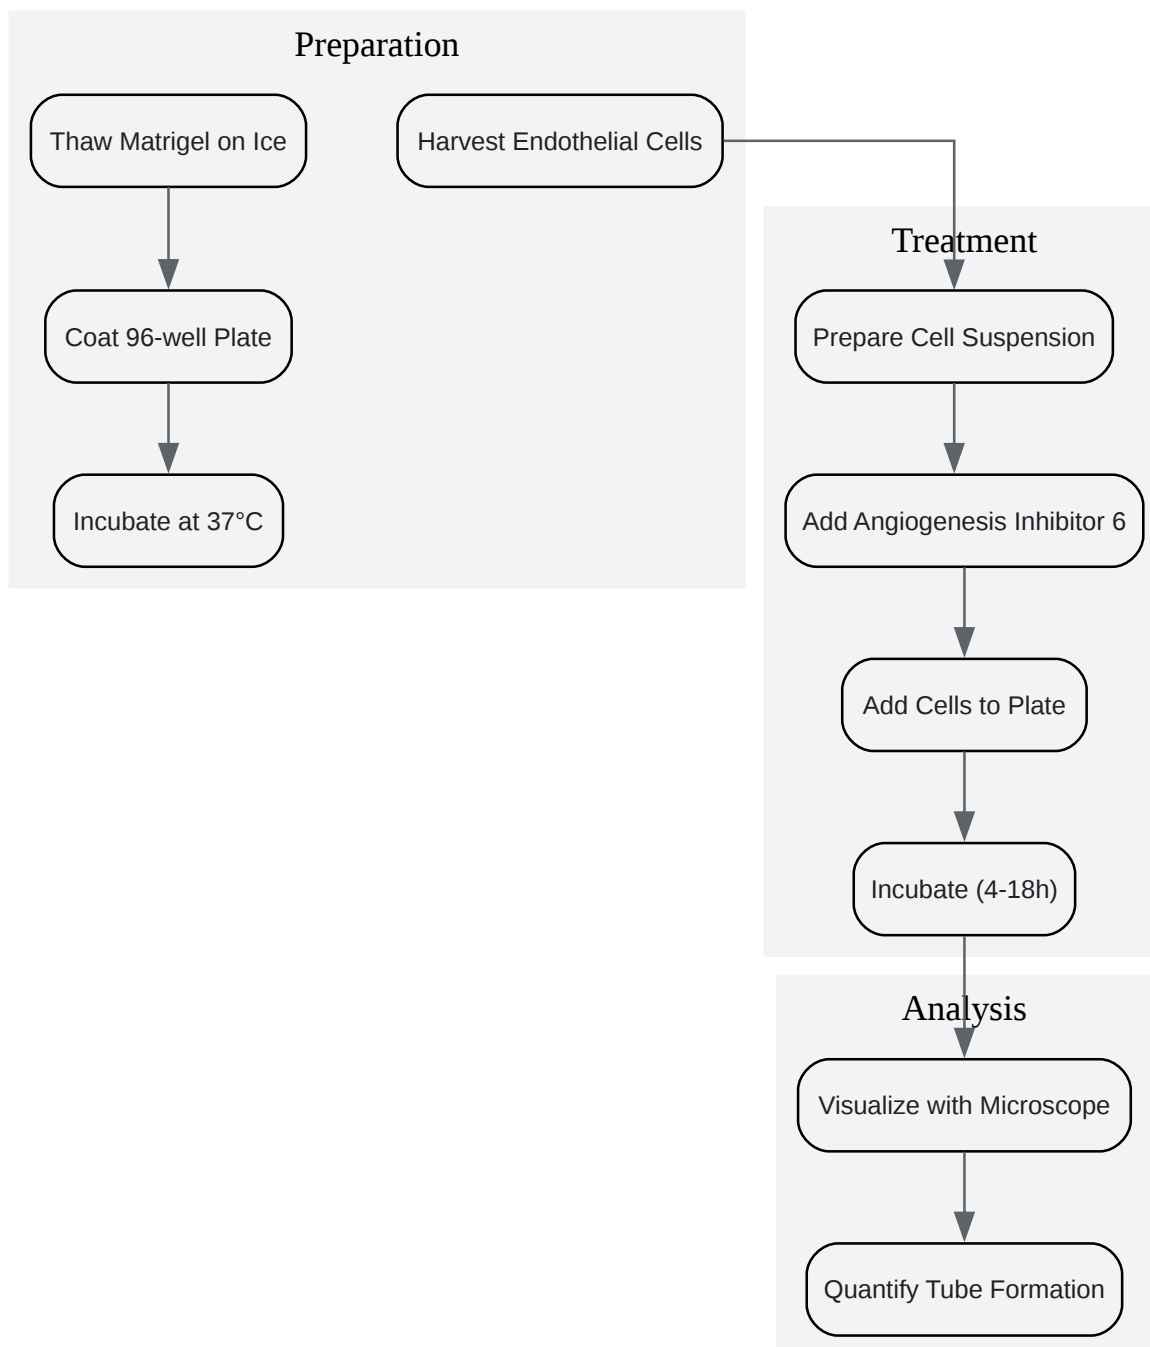 Preparation
Thaw Matrigel on Ice
Harvest Endothelial Cells
Coat 96-well Plate
Incubate at 37°C
Treatment
Prepare Cell Suspension
Add Angiogenesis Inhibitor 6
Add Cells to Plate
Incubate (4-18h)
Analysis
Visualize with Microscope
Quantify Tube Formation